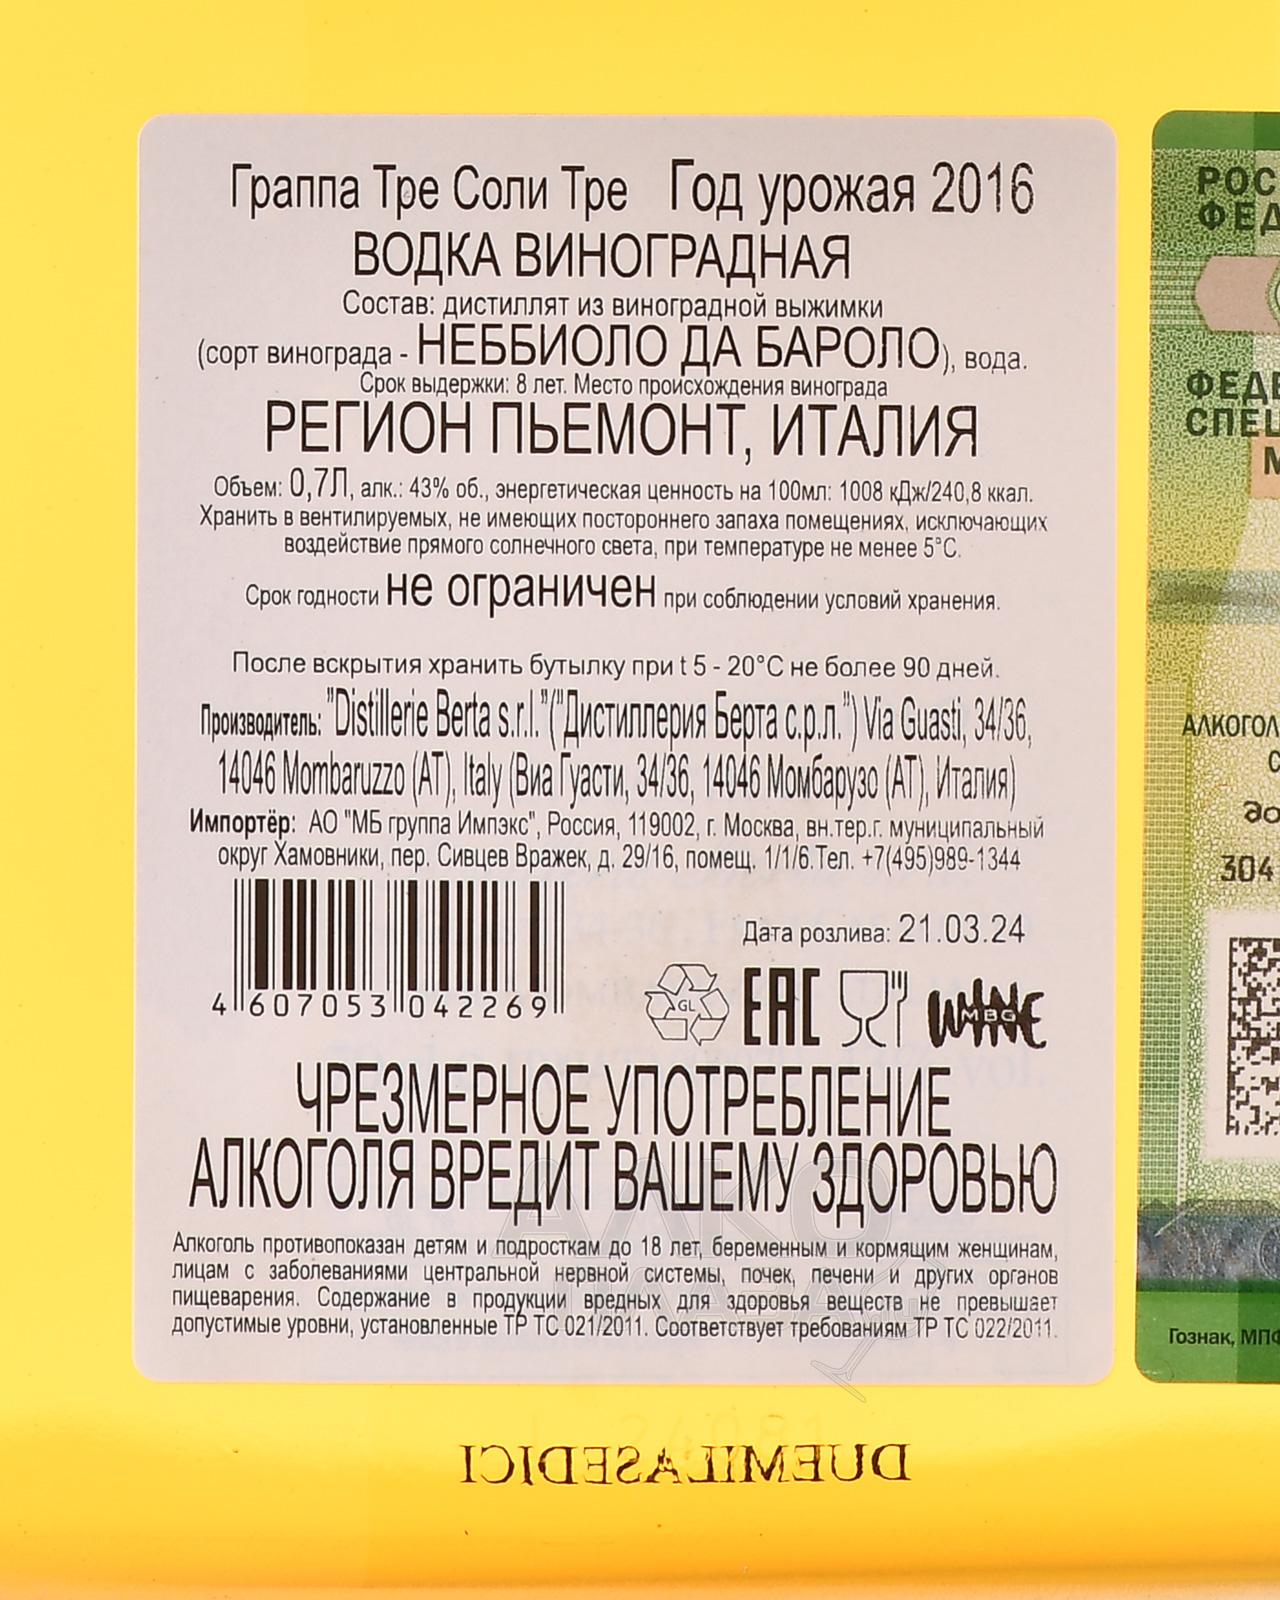 Граппа Тре Соли Тре Год урожая 2016
ВОДКА ВИНОГРАДНАЯ
Состав: дистиллят из виноградной выжимки
(сорт винограда - НЕББИОЛО ДА БАРОЛО), вода.
Срок выдержки: 8 лет. Место происхождения винограда
РЕГИОН ПЬЕМОНТ, ИТАЛИЯ
Объем: 0,7Л, алк.: 43% об., энергетическая ценность на 100мл: 1008 кДж/240,8 ккал.
Хранить в вентилируемых, не имеющих постороннего запаха помещениях, исключающих
воздействие прямого солнечного света, при температуре не менее 5°С.
Срок годности не ограничен при соблюдении условий хранения.
После вскрытия хранить бутылку при t 5 - 20°С не более 90 дней.
Производитель: "Distillerie Berta s.r.l."("Дистиллерия Берта с.р.л.") Via Guasti, 34/36,
14046 Mombaruzzo (AT), Italy (Виа Гуасти, 34/36, 14046 Момбарузо (АТ), Италия)
Импортёр: АО "МБ группа Импэкс", Россия, 119002, г. Москва, вн.тер.г. муниципальный
округ Хамовники, пер. Сивцев Вражек, д. 29/16, помещ. 1/1/6.Тел. +7(495)989-1344
4 607053 042269
Дата розлива: 21.03.24
GL EAC WINE MBG
ЧРЕЗМЕРНОЕ УПОТРЕБЛЕНИЕ
АЛКОГОЛЯ ВРЕДИТ ВАШЕМУ ЗДОРОВЬЮ
Алкоголь противопоказан детям и подросткам до 18 лет, беременным и кормящим женщинам,
лицам с заболеваниями центральной нервной системы, почек, печени и других органов
пищеварения. Содержание в продукции вредных для здоровья веществ не превышает
допустимые уровни, установленные ТР ТС 021/2011. Соответствует требованиям ТР ТС 022/2011.
DUEMILASEDICI
РОС
ФЕД
ФЕДЕ
СПЕЦ
М
АЛКОГОЛ
С
до
304
Гознак, МПФ